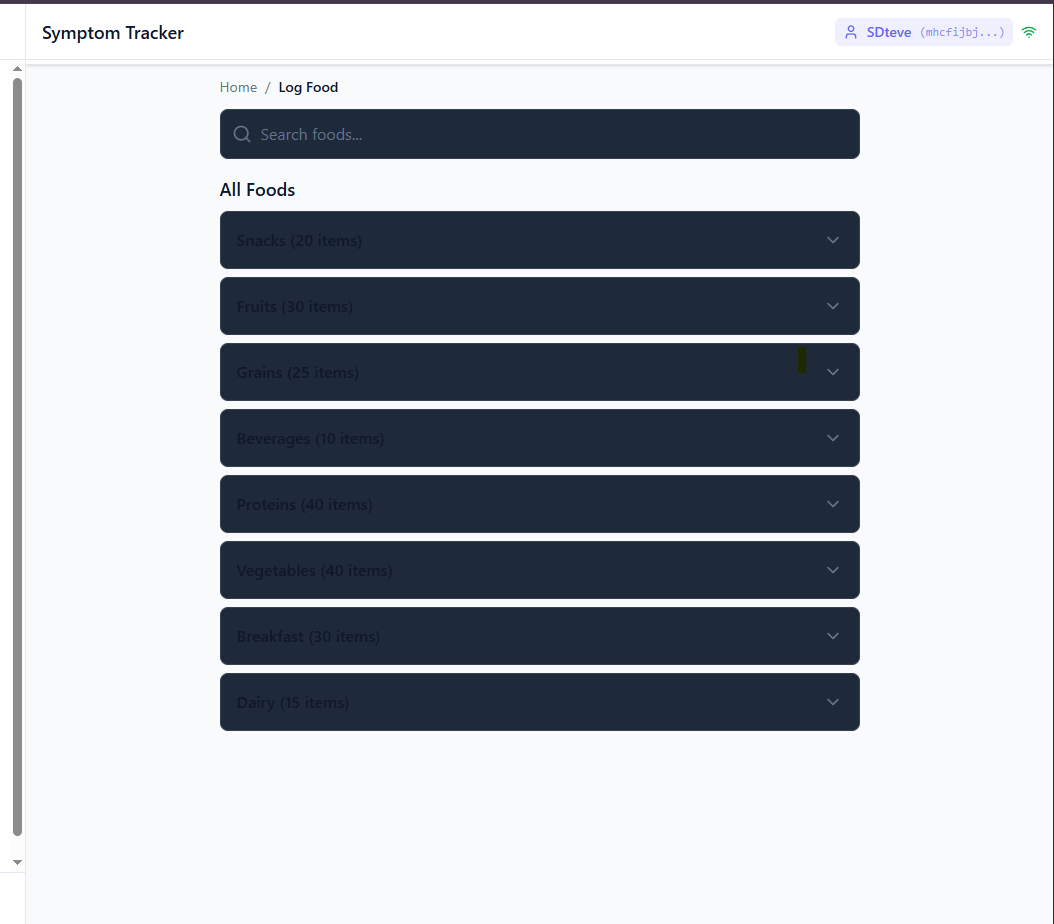 Symptom Tracker
SDteve (mhcfijbj...)
Home / Log Food
Search foods...
All Foods
Snacks (20 items)
Fruits (30 items)
Grains (25 items)
Beverages (10 items)
Proteins (40 items)
Vegetables (40 items)
Breakfast (30 items)
Dairy (15 items)